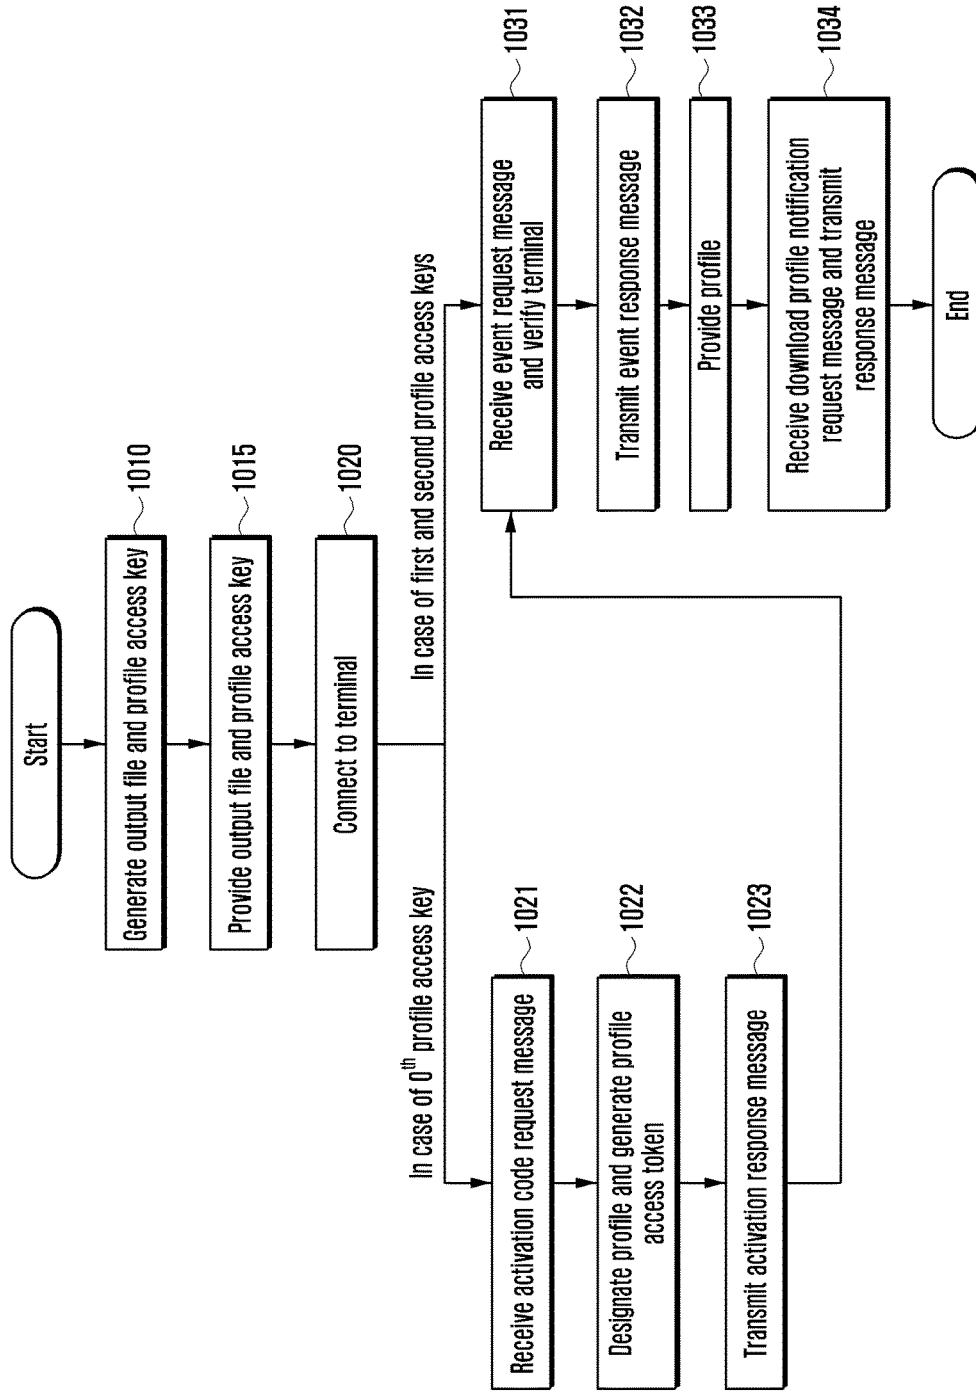 Start
Generate output file and profile access key
1010
Provide output file and profile access key
1015
Connect to terminal
1020
In case of 0th profile access key
In case of first and second profile access keys
Receive activation code request message
1021
Designate profile and generate profile
access token
1022
Transmit activation response message
1023
Receive event request message
and verify terminal
1031
Transmit event response message
1032
Provide profile
1033
Receive download profile notification
request message and transmit
response message
1034
End